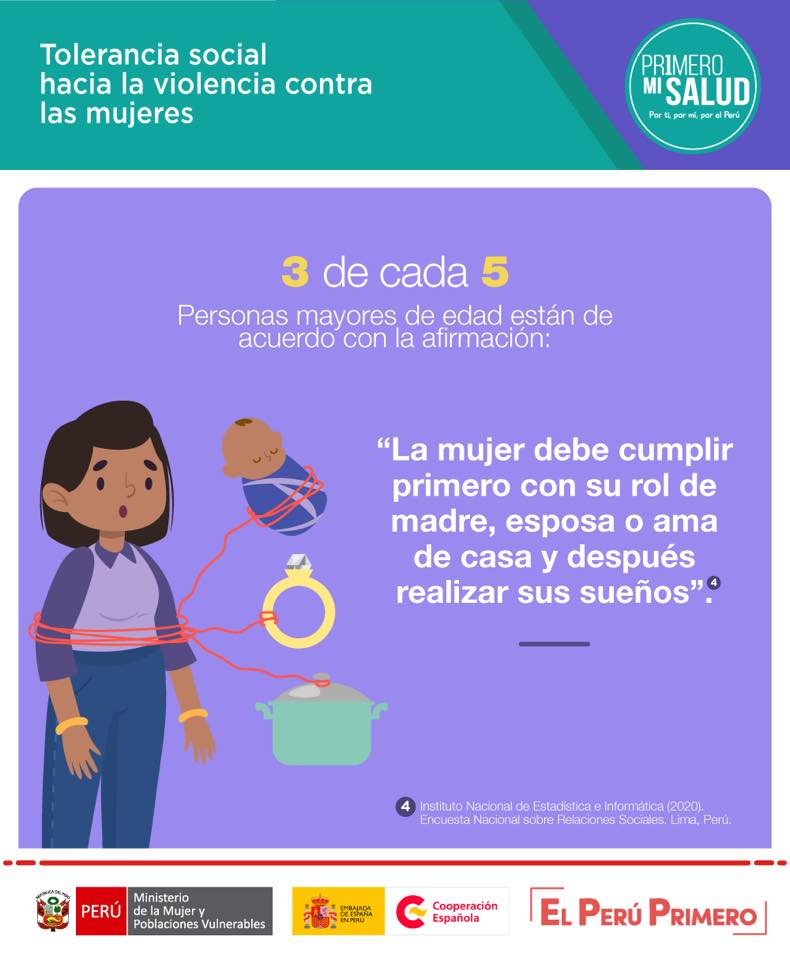 Tolerancia social
hacia la violencia contra
las mujeres
PRIMERO
MI SALUD
Por ti, por mí, por el Perú
3 de cada 5
Personas mayores de edad están de
acuerdo con la afirmación:
“La mujer debe cumplir
primero con su rol de
madre, esposa o ama
de casa y después
realizar sus sueños”.4
4 Instituto Nacional de Estadística e Informática (2020).
Encuesta Nacional sobre Relaciones Sociales. Lima, Perú.
REPÚBLICA DEL PERÚ
PERÚ
Ministerio
de la Mujer y
Poblaciones Vulnerables
EMBAJADA
DE ESPAÑA
EN PERÚ
Cooperación
Española
EL PERÚ PRIMERO